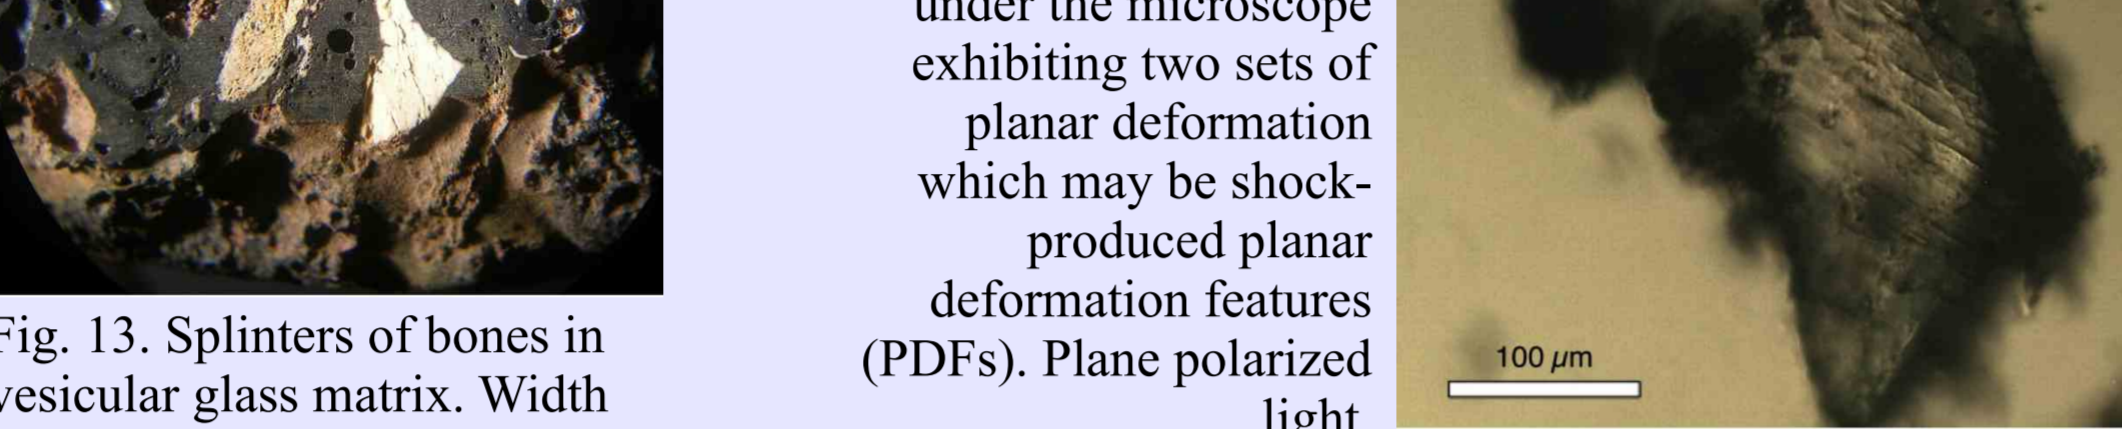 Fig. 13. Splinters of bones in
vesicular glass matrix. Width
under the microscope
exhibiting two sets of
planar deformation
which may be shock-
produced planar
deformation features
(PDFs). Plane polarized
light.
100 µm